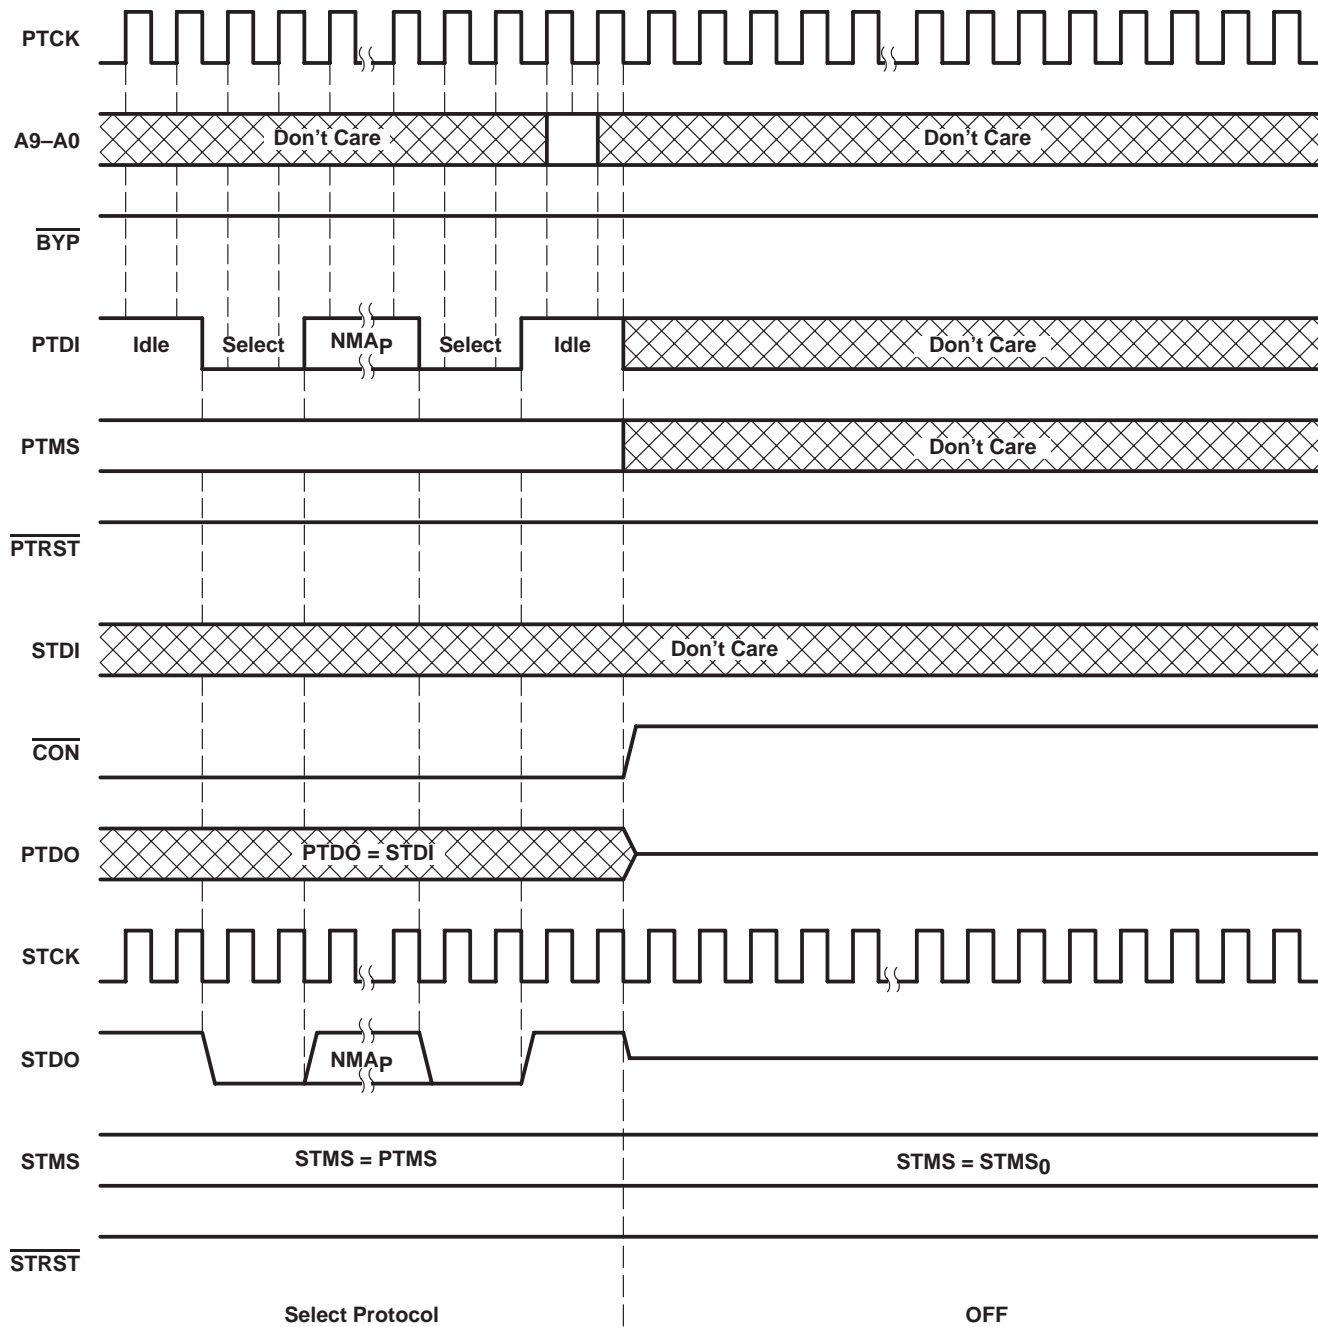 PTCK
A9–A0 Don't Care Don't Care
BYP
PTDI Idle Select NMAP Select Idle Don't Care
PTMS Don't Care
PTRST
STDI Don't Care
CON
PTDO PTDO = STDI
STCK
STDO NMAP
STMS STMS = PTMS STMS = STMS0
STRST
Select Protocol OFF